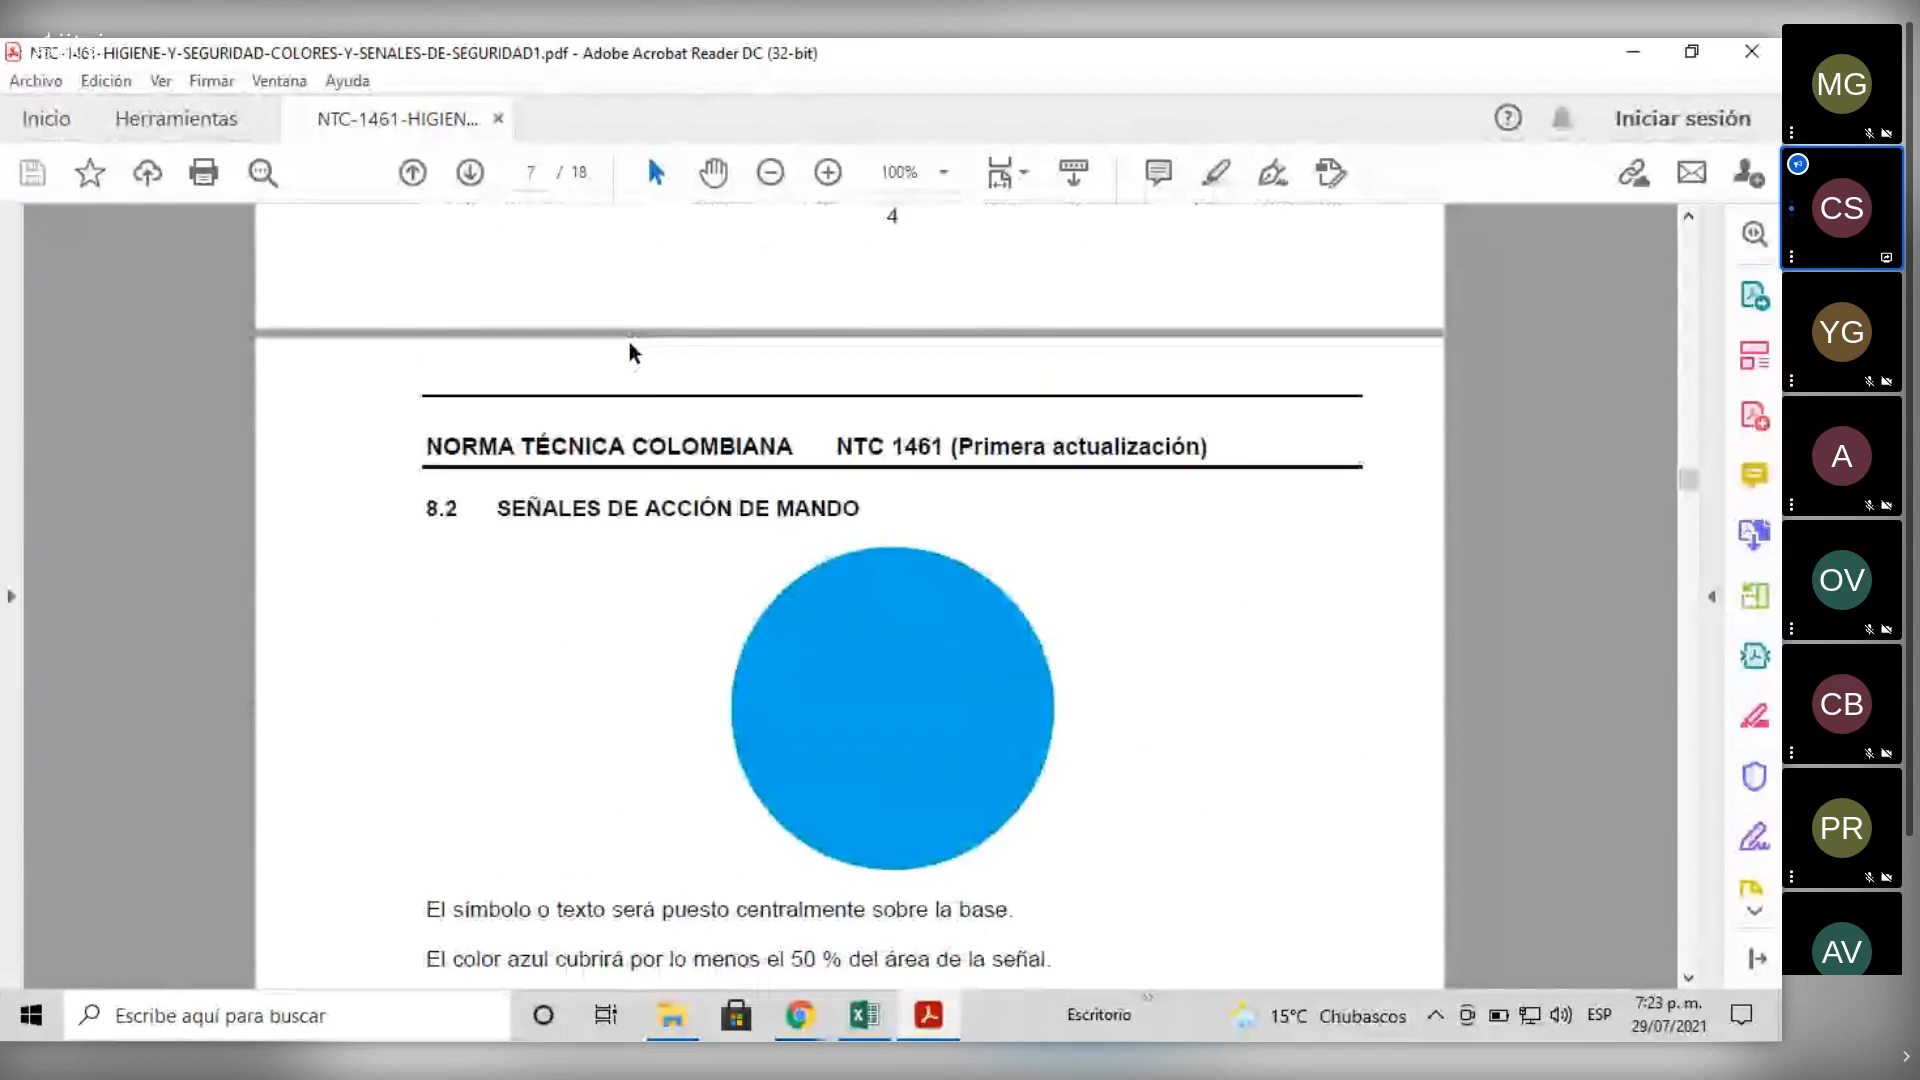 NTC-1461-HIGIENE-Y-SEGURIDAD-COLORES-Y-SENALES-DE-SEGURIDAD1.pdf - Adobe Acrobat Reader DC (32-bit)
Archivo Edición Ver Firmar Ventana Ayuda
Inicio Herramientas NTC-1461-HIGIEN... Iniciar sesión
7 / 18 100%
4
NORMA TÉCNICA COLOMBIANA NTC 1461 (Primera actualización)
8.2 SEÑALES DE ACCIÓN DE MANDO
El símbolo o texto será puesto centralmente sobre la base.
El color azul cubrirá por lo menos el 50 % del área de la señal.
Escribe aquí para buscar
Escritorio
15°C Chubascos
ESP
7:23 p. m.
29/07/2021
MG
CS
YG
A
OV
CB
PR
AV